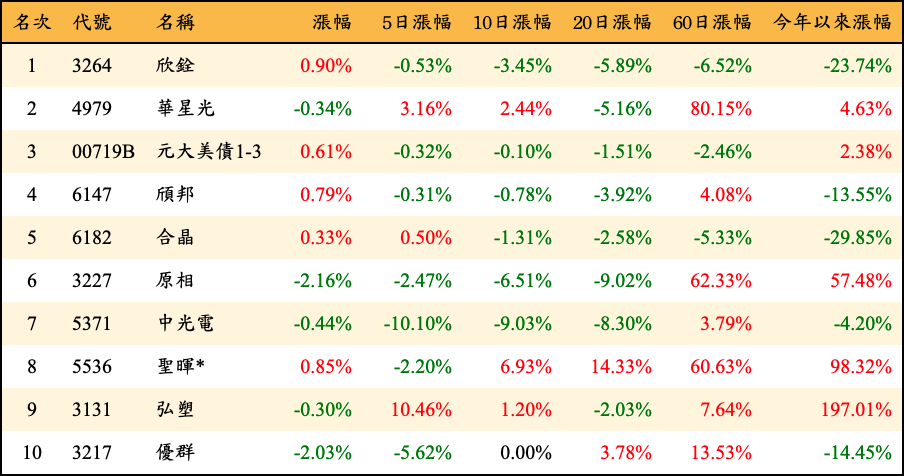 名次 代號 名稱 漲幅 5日漲幅 10日漲幅 20日漲幅 60日漲幅 今年以來漲幅
1 3264 欣銓 0.90% -0.53% -3.45% -5.89% -6.52% -23.74%
2 4979 華星光 -0.34% 3.16% 2.44% -5.16% 80.15% 4.63%
3 00719B 元大美債1-3 0.61% -0.32% -0.10% -1.51% -2.46% 2.38%
4 6147 頎邦 0.79% -0.31% -0.78% -3.92% 4.08% -13.55%
5 6182 合晶 0.33% 0.50% -1.31% -2.58% -5.33% -29.85%
6 3227 原相 -2.16% -2.47% -6.51% -9.02% 62.33% 57.48%
7 5371 中光電 -0.44% -10.10% -9.03% -8.30% 3.79% -4.20%
8 5536 聖暉* 0.85% -2.20% 6.93% 14.33% 60.63% 98.32%
9 3131 弘塑 -0.30% 10.46% 1.20% -2.03% 7.64% 197.01%
10 3217 優群 -2.03% -5.62% 0.00% 3.78% 13.53% -14.45%